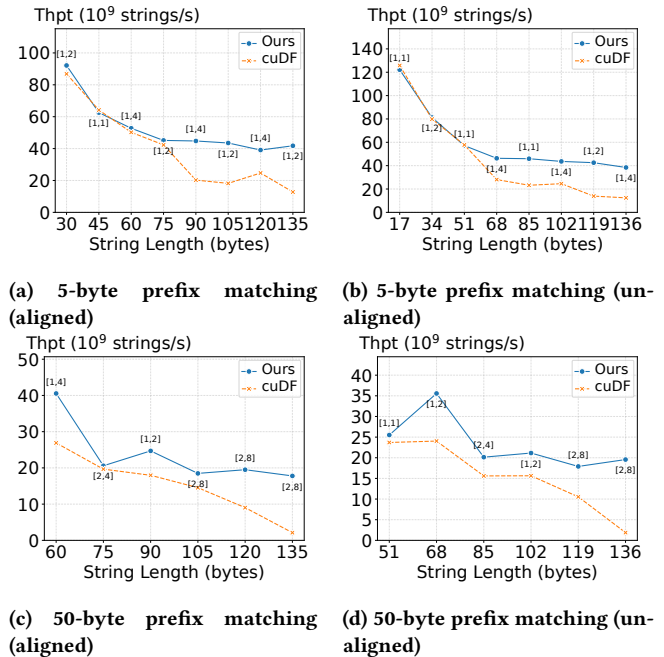 Thpt (10⁹ strings/s)
100
80
60
40
20
0
[1,2]
[1,1]
[1,4]
[1,2]
[1,4]
[1,2]
[1,4]
[1,2]
Ours
cuDF
30 45 60 75 90 105 120 135
String Length (bytes)
(a) 5-byte prefix matching
(aligned)
Thpt (10⁹ strings/s)
140
120
100
80
60
40
20
0
[1,1]
[1,2]
[1,1]
[1,4]
[1,1]
[1,4]
[1,2]
[1,4]
Ours
cuDF
17 34 51 68 85 102 119 136
String Length (bytes)
(b) 5-byte prefix matching (un-
aligned)
Thpt (10⁹ strings/s)
50
40
30
20
10
0
[1,4]
[2,4]
[1,2]
[2,8]
[2,8]
[2,8]
Ours
cuDF
60 75 90 105 120 135
String Length (bytes)
(c) 50-byte prefix matching
(aligned)
Thpt (10⁹ strings/s)
40
35
30
25
20
15
10
5
0
[1,1]
[1,2]
[2,4]
[1,2]
[2,8]
[2,8]
Ours
cuDF
51 68 85 102 119 136
String Length (bytes)
(d) 50-byte prefix matching (un-
aligned)